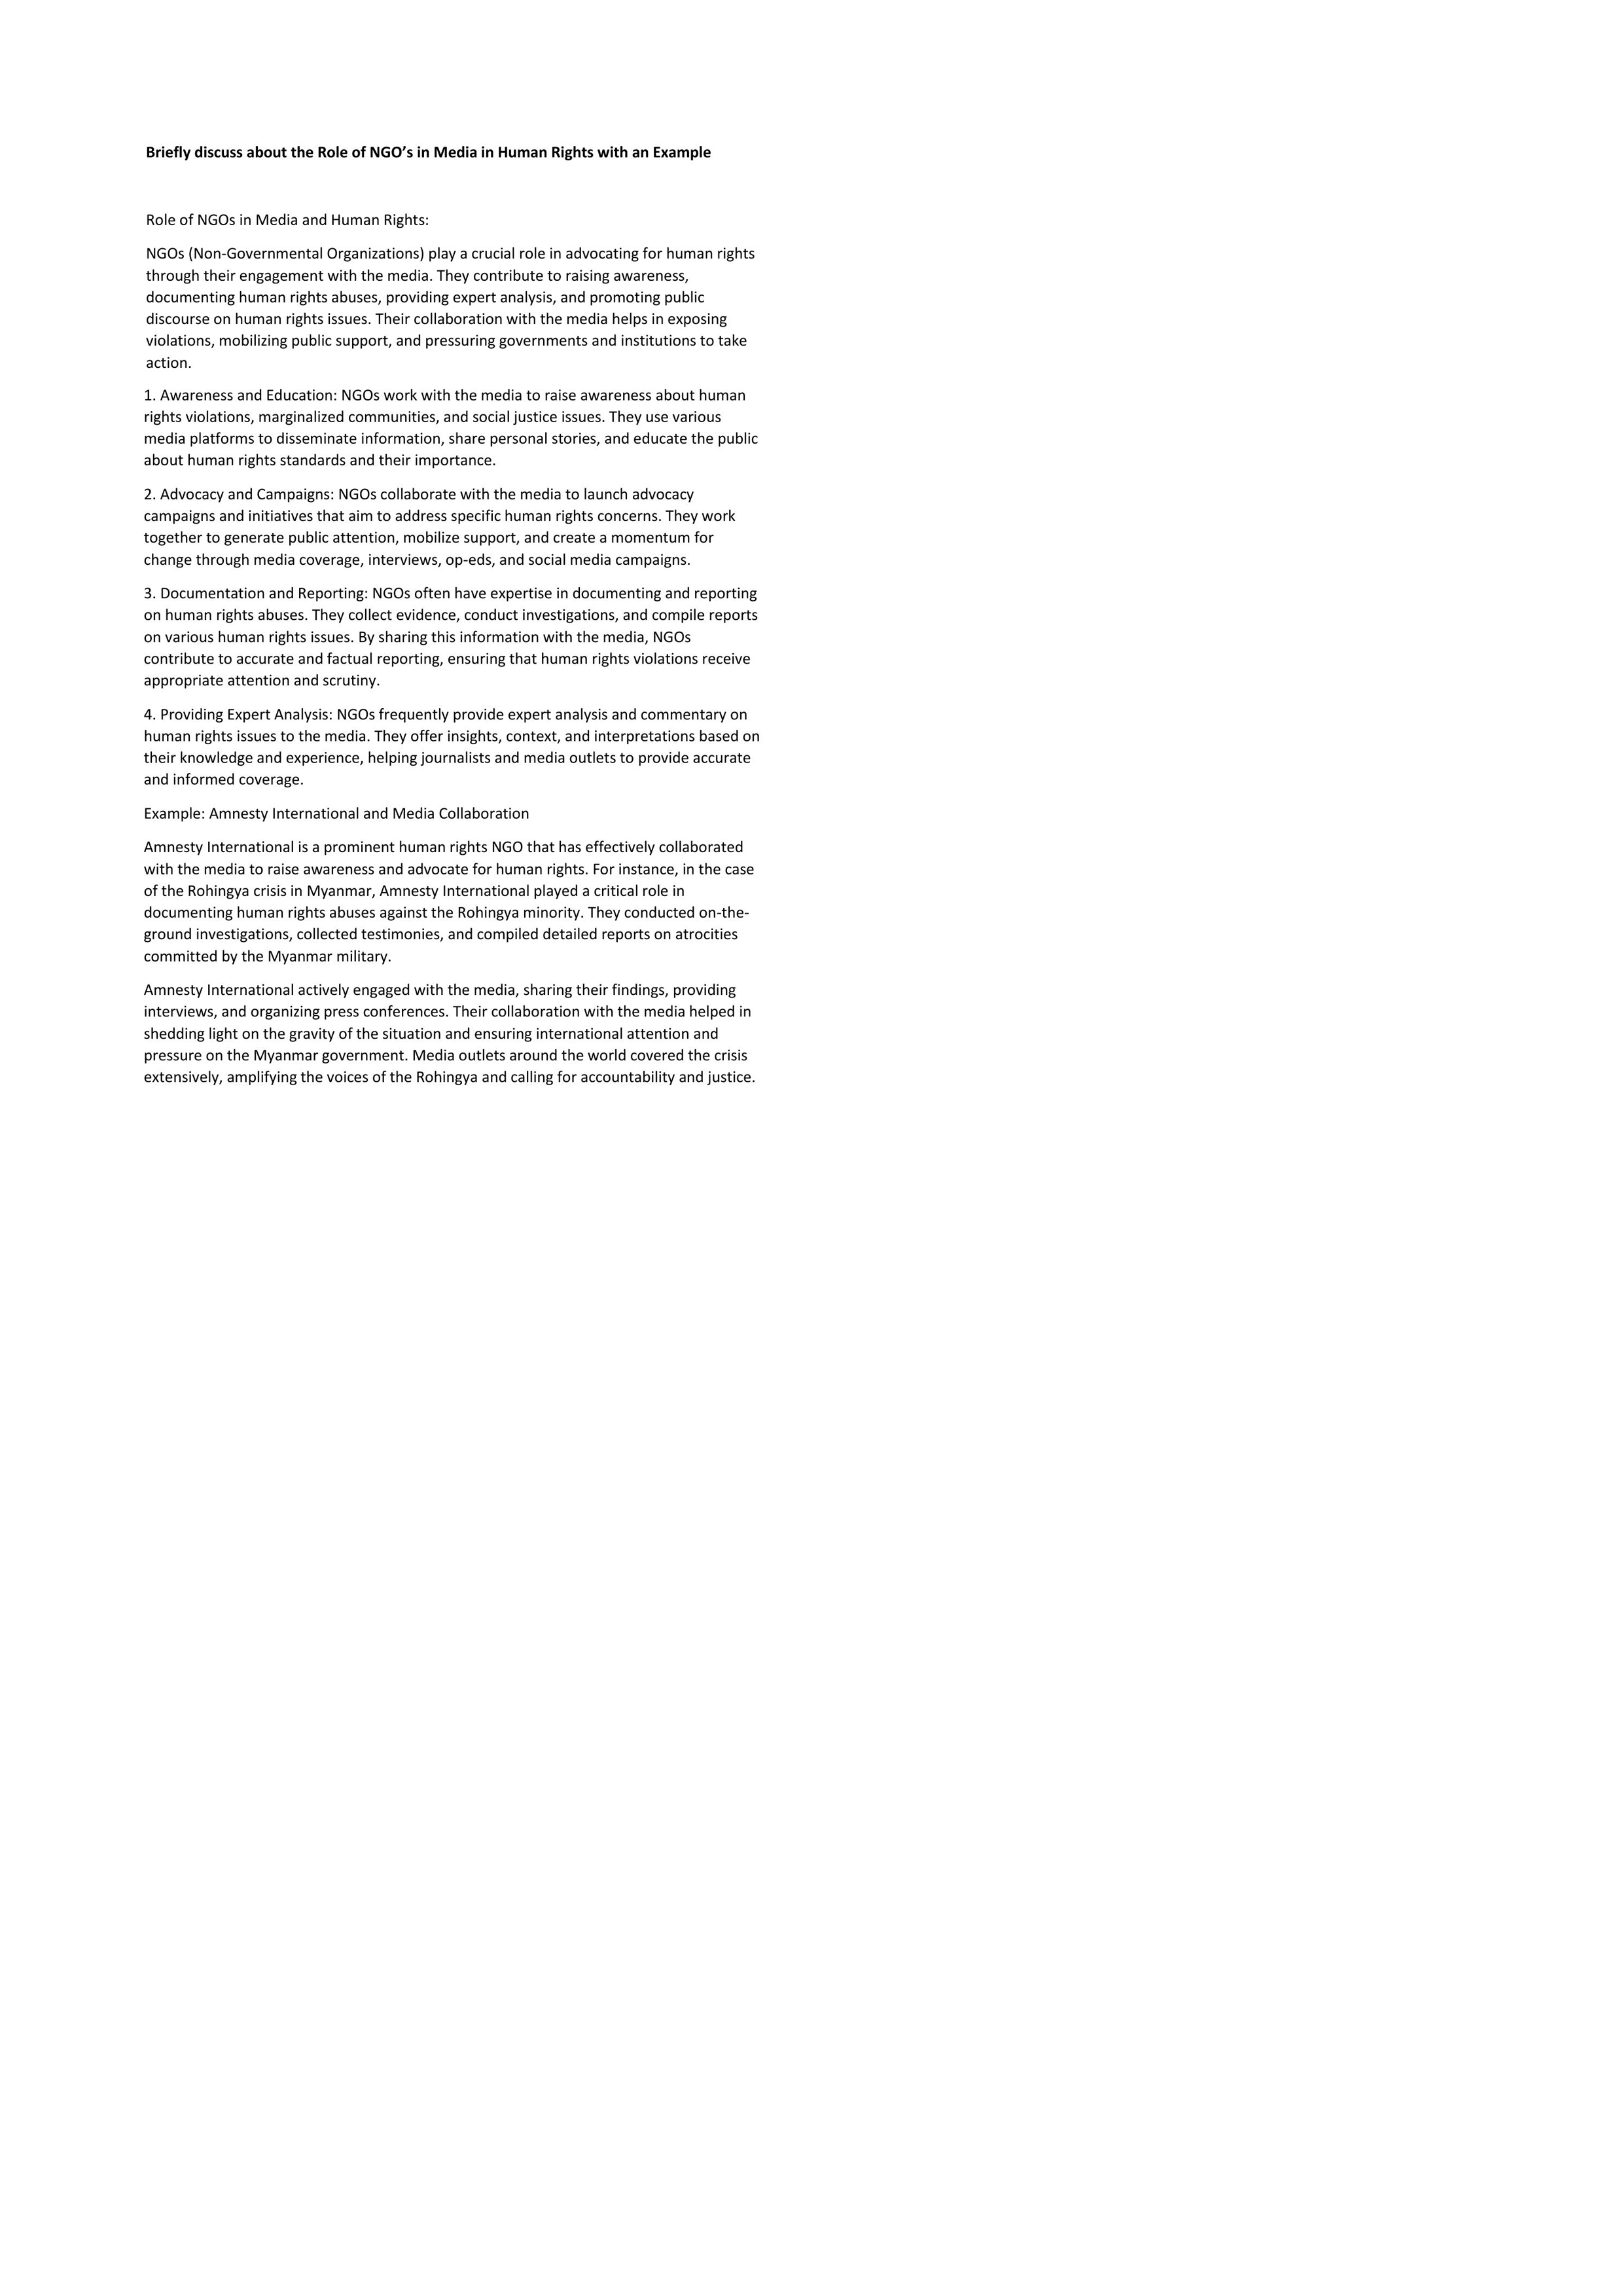 Briefly discuss about the Role of NGO’s in Media in Human Rights with an Example
Role of NGOs in Media and Human Rights:
NGOs (Non-Governmental Organizations) play a crucial role in advocating for human rights
through their engagement with the media. They contribute to raising awareness,
documenting human rights abuses, providing expert analysis, and promoting public
discourse on human rights issues. Their collaboration with the media helps in exposing
violations, mobilizing public support, and pressuring governments and institutions to take
action.
1. Awareness and Education: NGOs work with the media to raise awareness about human
rights violations, marginalized communities, and social justice issues. They use various
media platforms to disseminate information, share personal stories, and educate the public
about human rights standards and their importance.
2. Advocacy and Campaigns: NGOs collaborate with the media to launch advocacy
campaigns and initiatives that aim to address specific human rights concerns. They work
together to generate public attention, mobilize support, and create a momentum for
change through media coverage, interviews, op-eds, and social media campaigns.
3. Documentation and Reporting: NGOs often have expertise in documenting and reporting
on human rights abuses. They collect evidence, conduct investigations, and compile reports
on various human rights issues. By sharing this information with the media, NGOs
contribute to accurate and factual reporting, ensuring that human rights violations receive
appropriate attention and scrutiny.
4. Providing Expert Analysis: NGOs frequently provide expert analysis and commentary on
human rights issues to the media. They offer insights, context, and interpretations based on
their knowledge and experience, helping journalists and media outlets to provide accurate
and informed coverage.
Example: Amnesty International and Media Collaboration
Amnesty International is a prominent human rights NGO that has effectively collaborated
with the media to raise awareness and advocate for human rights. For instance, in the case
of the Rohingya crisis in Myanmar, Amnesty International played a critical role in
documenting human rights abuses against the Rohingya minority. They conducted on-the-
ground investigations, collected testimonies, and compiled detailed reports on atrocities
committed by the Myanmar military.
Amnesty International actively engaged with the media, sharing their findings, providing
interviews, and organizing press conferences. Their collaboration with the media helped in
shedding light on the gravity of the situation and ensuring international attention and
pressure on the Myanmar government. Media outlets around the world covered the crisis
extensively, amplifying the voices of the Rohingya and calling for accountability and justice.